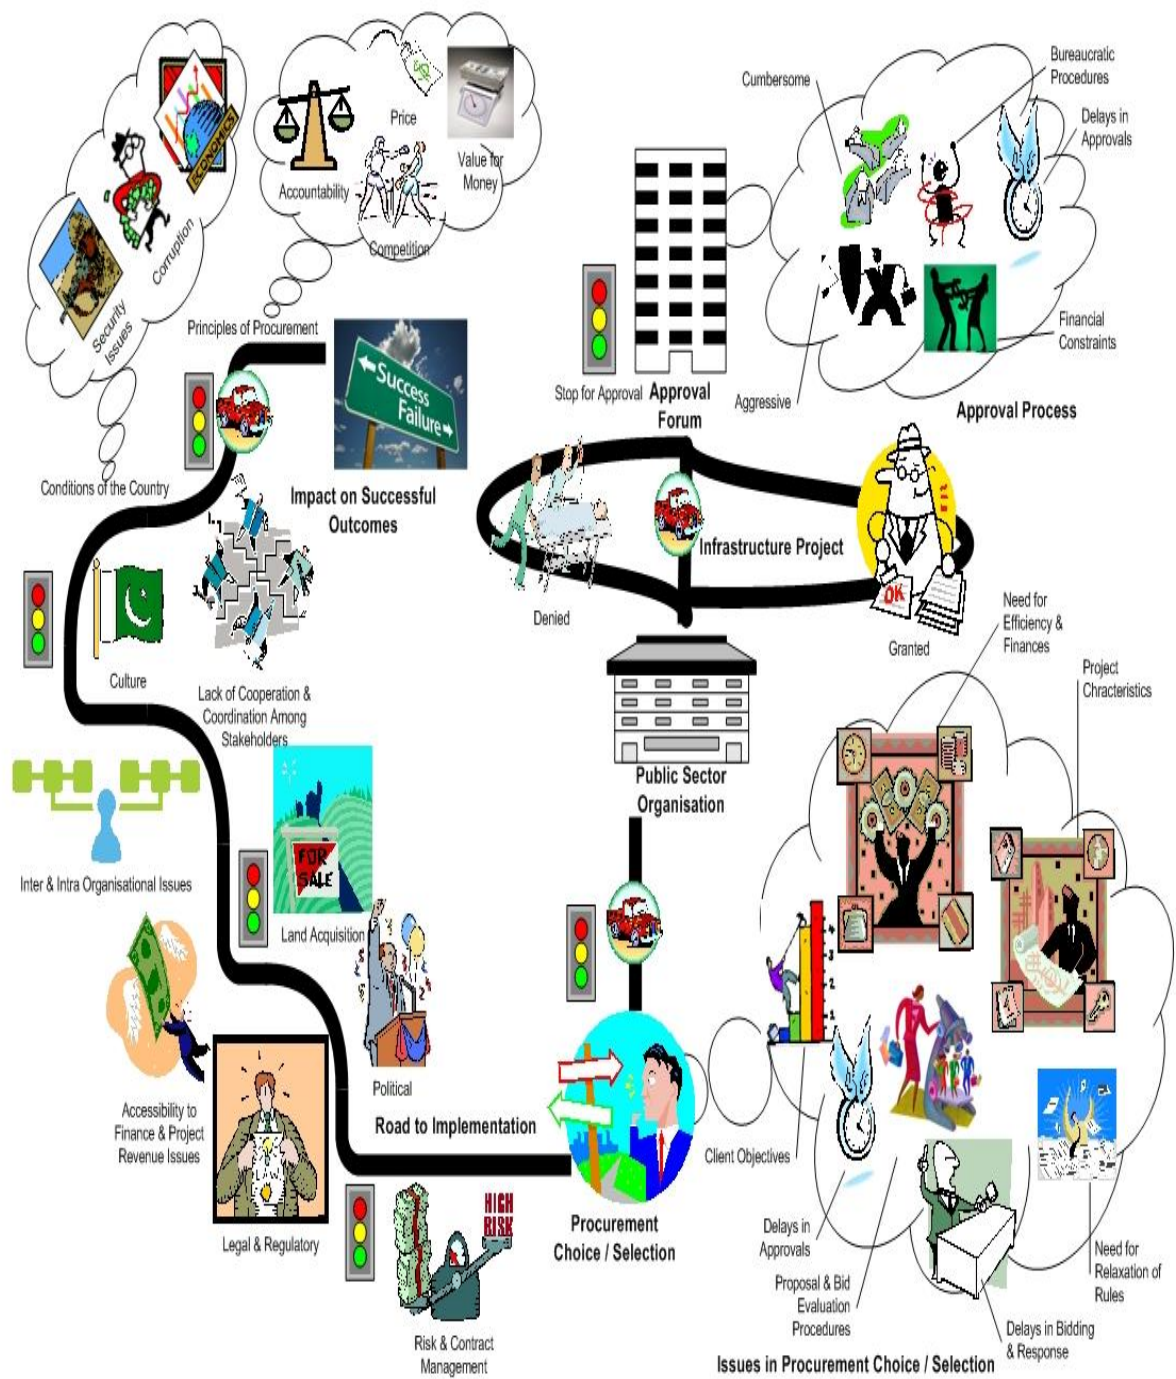 ECONOMICS
Corruption
Security
Issues
Conditions of the Country
Accountability
Price
Competition
Value for
Money
Principles of Procurement
Success
Failure
Impact on Successful
Outcomes
Cumbersome
Bureaucratic
Procedures
Delays in
Approvals
Aggressive
Financial
Constraints
Approval Process
Stop for Approval
Approval
Forum
Denied
Infrastructure Project
OK
Granted
Public Sector
Organisation
Culture
Lack of Cooperation &
Coordination Among
Stakeholders
Inter & Intra Organisational Issues
FOR
SALE
Land Acquisition
Accessibility to
Finance & Project
Revenue Issues
Political
Legal & Regulatory
Road to Implementation
HIGH
RISK
Risk & Contract
Management
Procurement
Choice / Selection
Need for
Efficiency &
Finances
Project
Chracteristics
4
3
2
1
Client Objectives
Delays in
Approvals
Proposal & Bid
Evaluation
Procedures
Delays in Bidding
& Response
Need for
Relaxation of
Rules
Issues in Procurement Choice / Selection